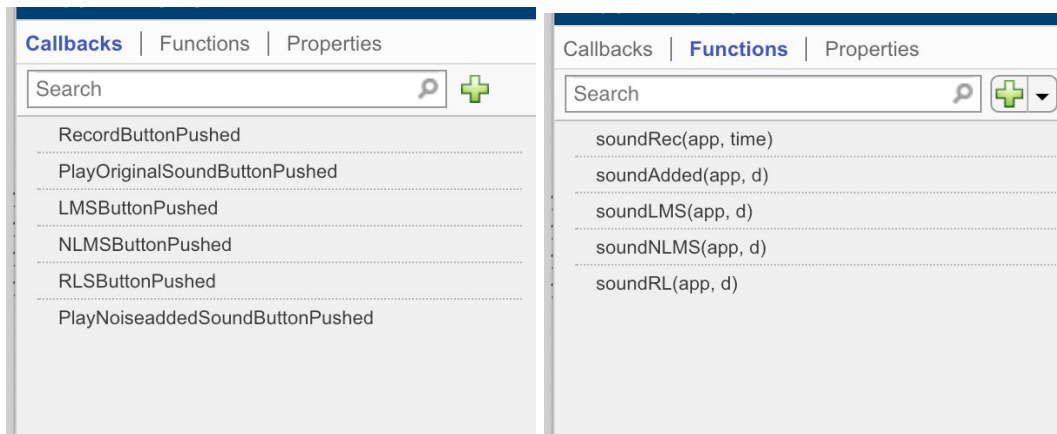 Callbacks | Functions | Properties
Search
RecordButtonPushed
PlayOriginalSoundButtonPushed
LMSButtonPushed
NLMSButtonPushed
RLSButtonPushed
PlayNoiseaddedSoundButtonPushed
Callbacks | Functions | Properties
Search
soundRec(app, time)
soundAdded(app, d)
soundLMS(app, d)
soundNLMS(app, d)
soundRL(app, d)